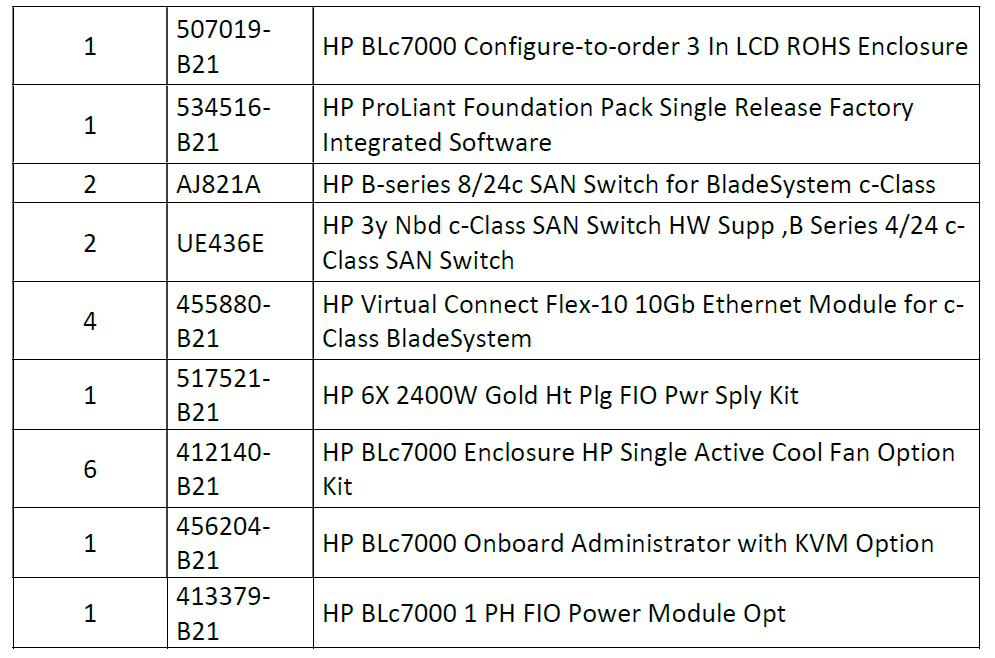 1
507019-
B21
HP BLc7000 Configure-to-order 3 In LCD ROHS Enclosure
1
534516-
B21
HP ProLiant Foundation Pack Single Release Factory
Integrated Software
2
AJ821A
HP B-series 8/24c SAN Switch for BladeSystem c-Class
2
UE436E
HP 3y Nbd c-Class SAN Switch HW Supp ,B Series 4/24 c-
Class SAN Switch
4
455880-
B21
HP Virtual Connect Flex-10 10Gb Ethernet Module for c-
Class BladeSystem
1
517521-
B21
HP 6X 2400W Gold Ht Plg FIO Pwr Sply Kit
6
412140-
B21
HP BLc7000 Enclosure HP Single Active Cool Fan Option
Kit
1
456204-
B21
HP BLc7000 Onboard Administrator with KVM Option
1
413379-
B21
HP BLc7000 1 PH FIO Power Module Opt